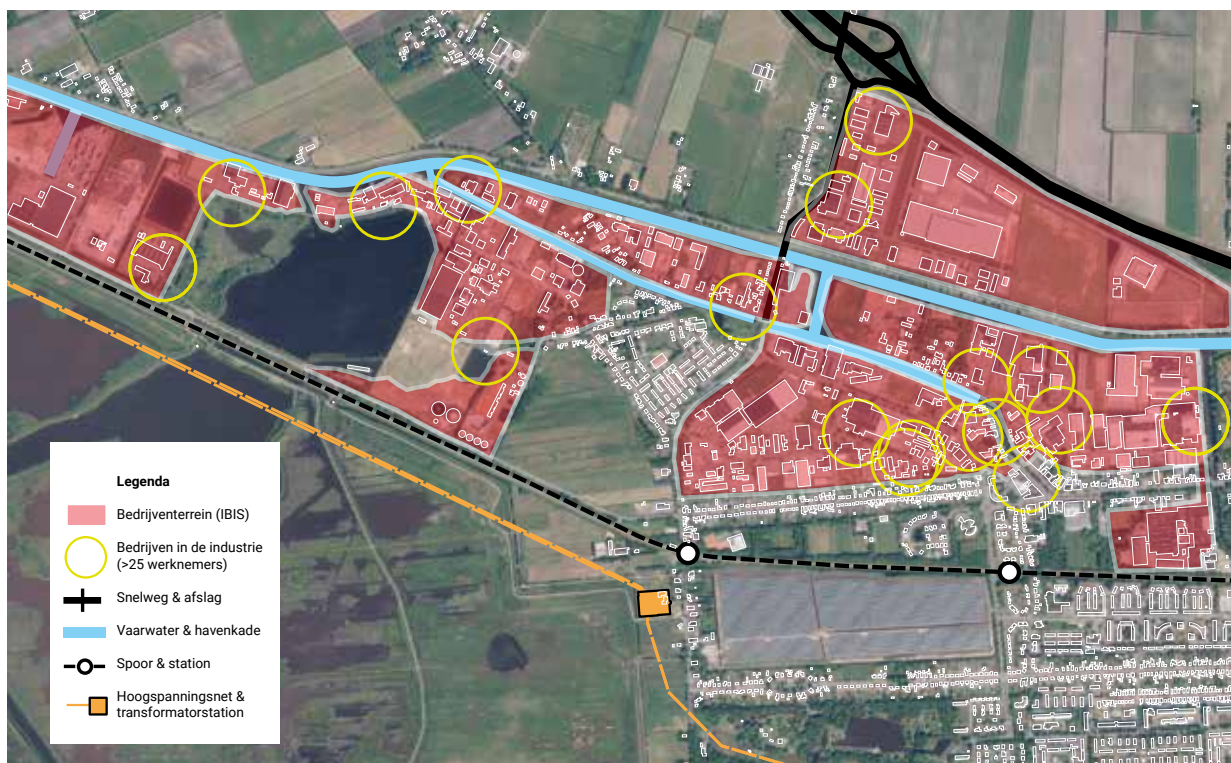 Legenda
Bedrijventerrein (IBIS)
Bedrijven in de industrie
(>25 werknemers)
Snelweg & afslag
Vaarwater & havenkade
Spoor & station
Hoogspanningsnet &
transformatorstation